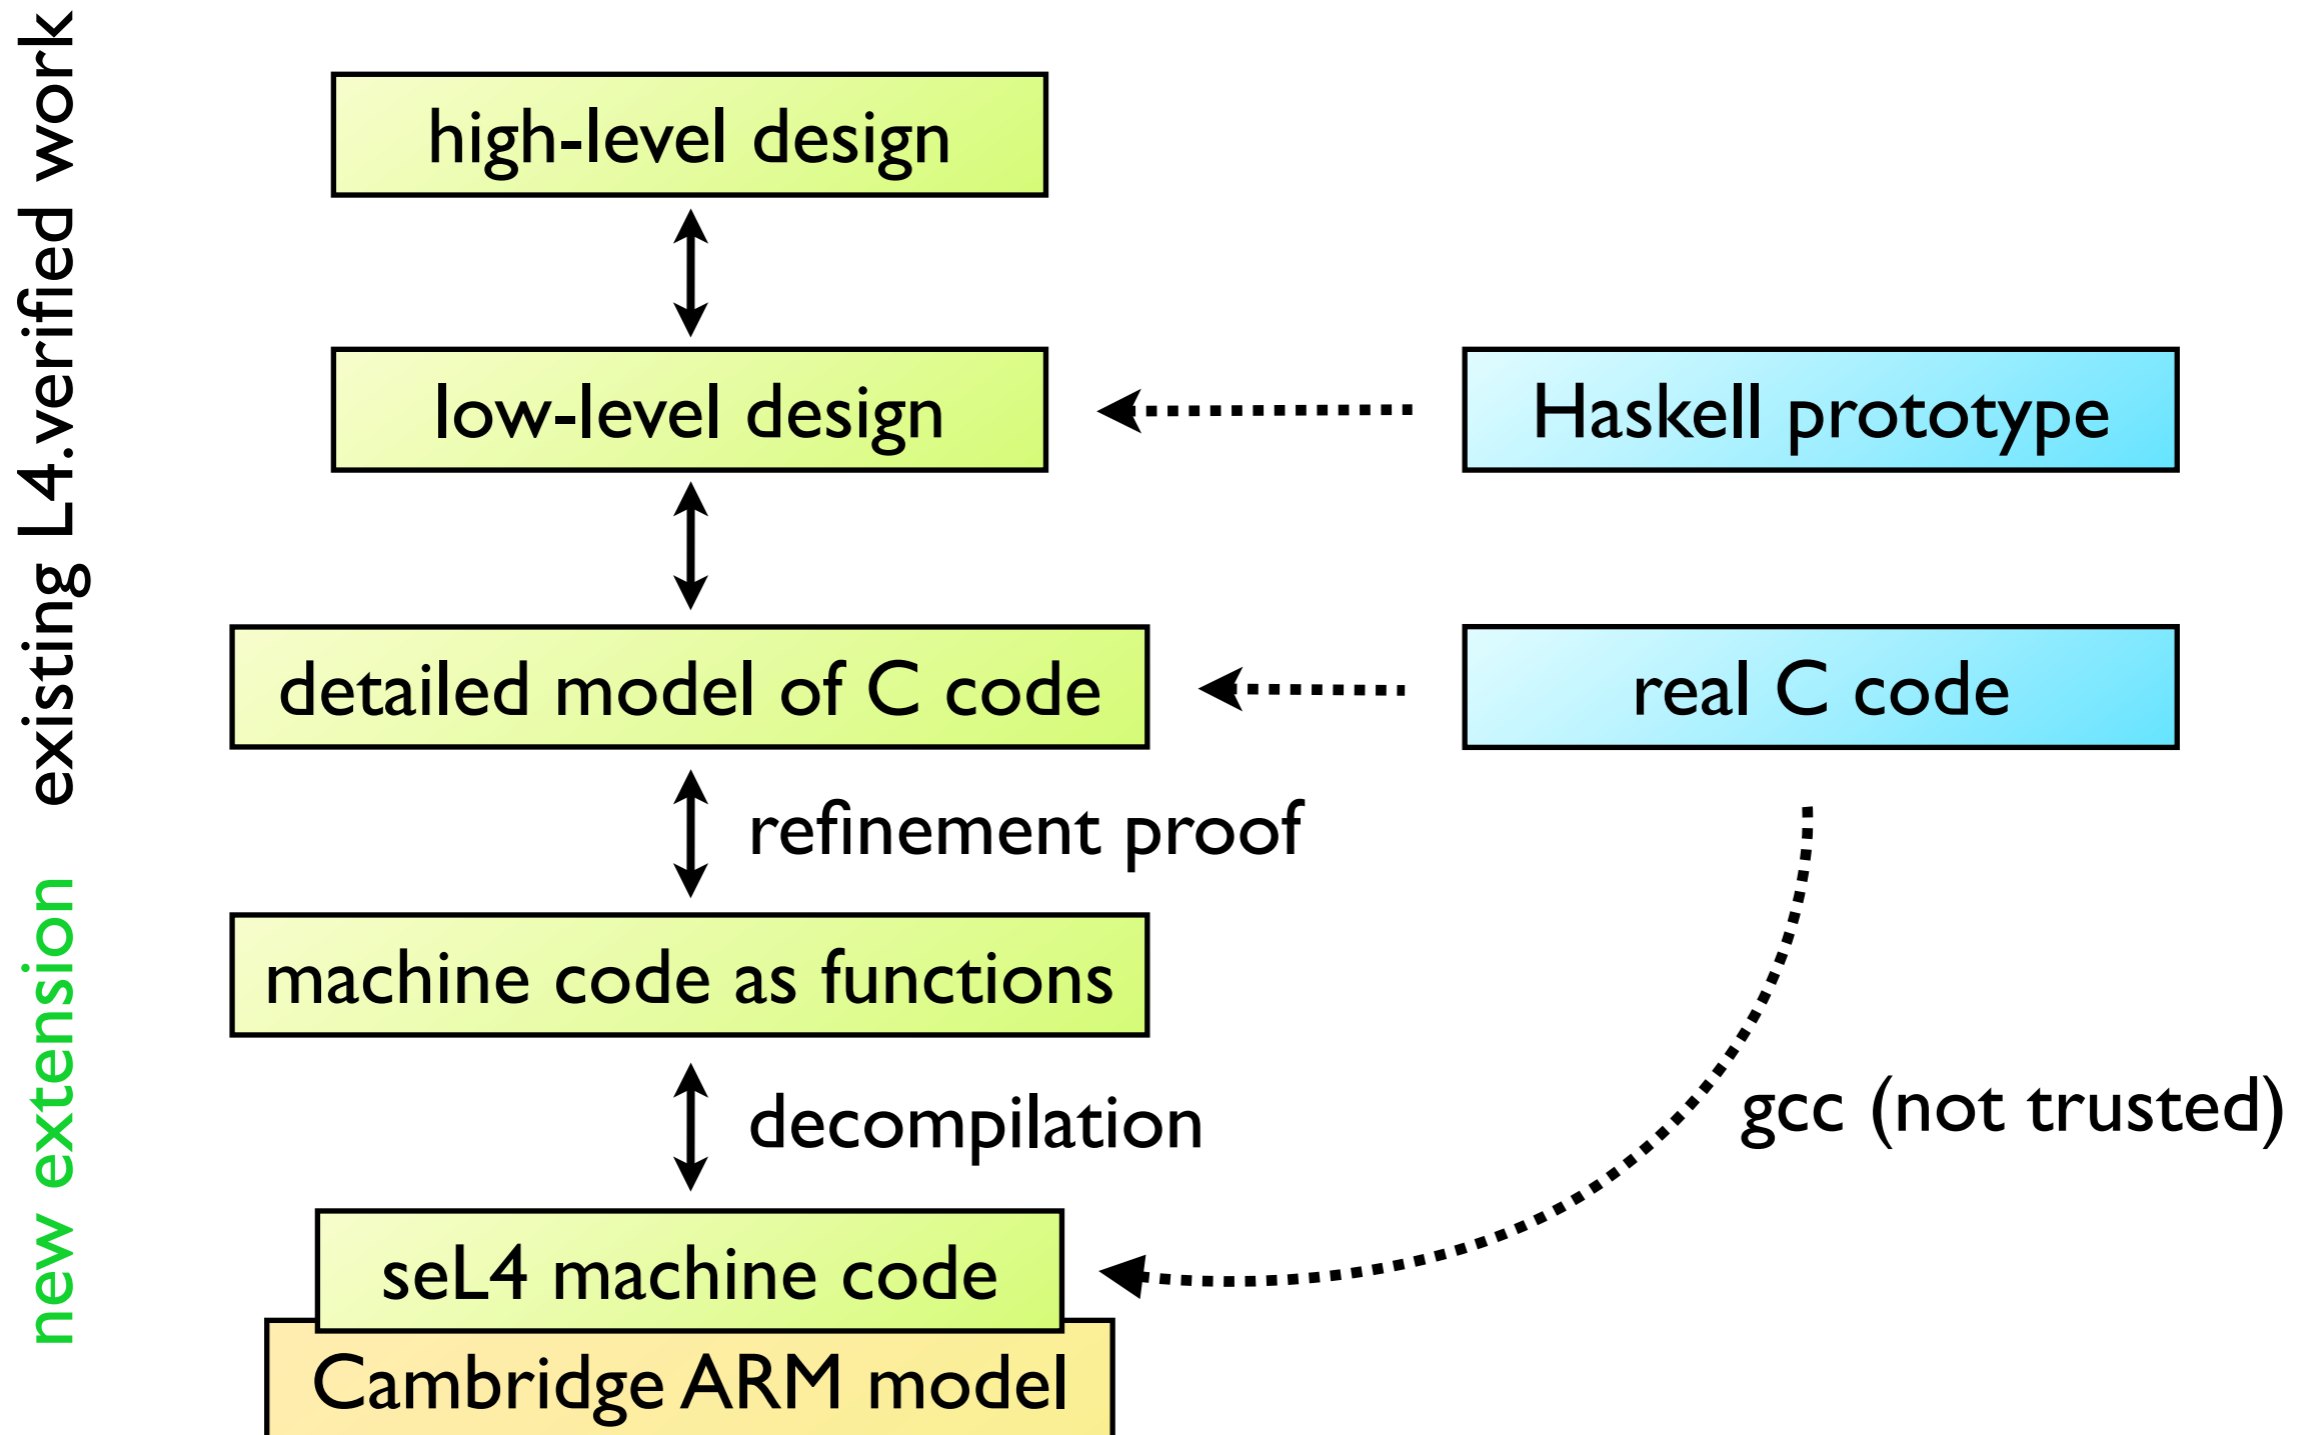 existing L4.verified work
new extension
high-level design
low-level design
Haskell prototype
detailed model of C code
real C code
refinement proof
machine code as functions
decompilation
gcc (not trusted)
seL4 machine code
Cambridge ARM model